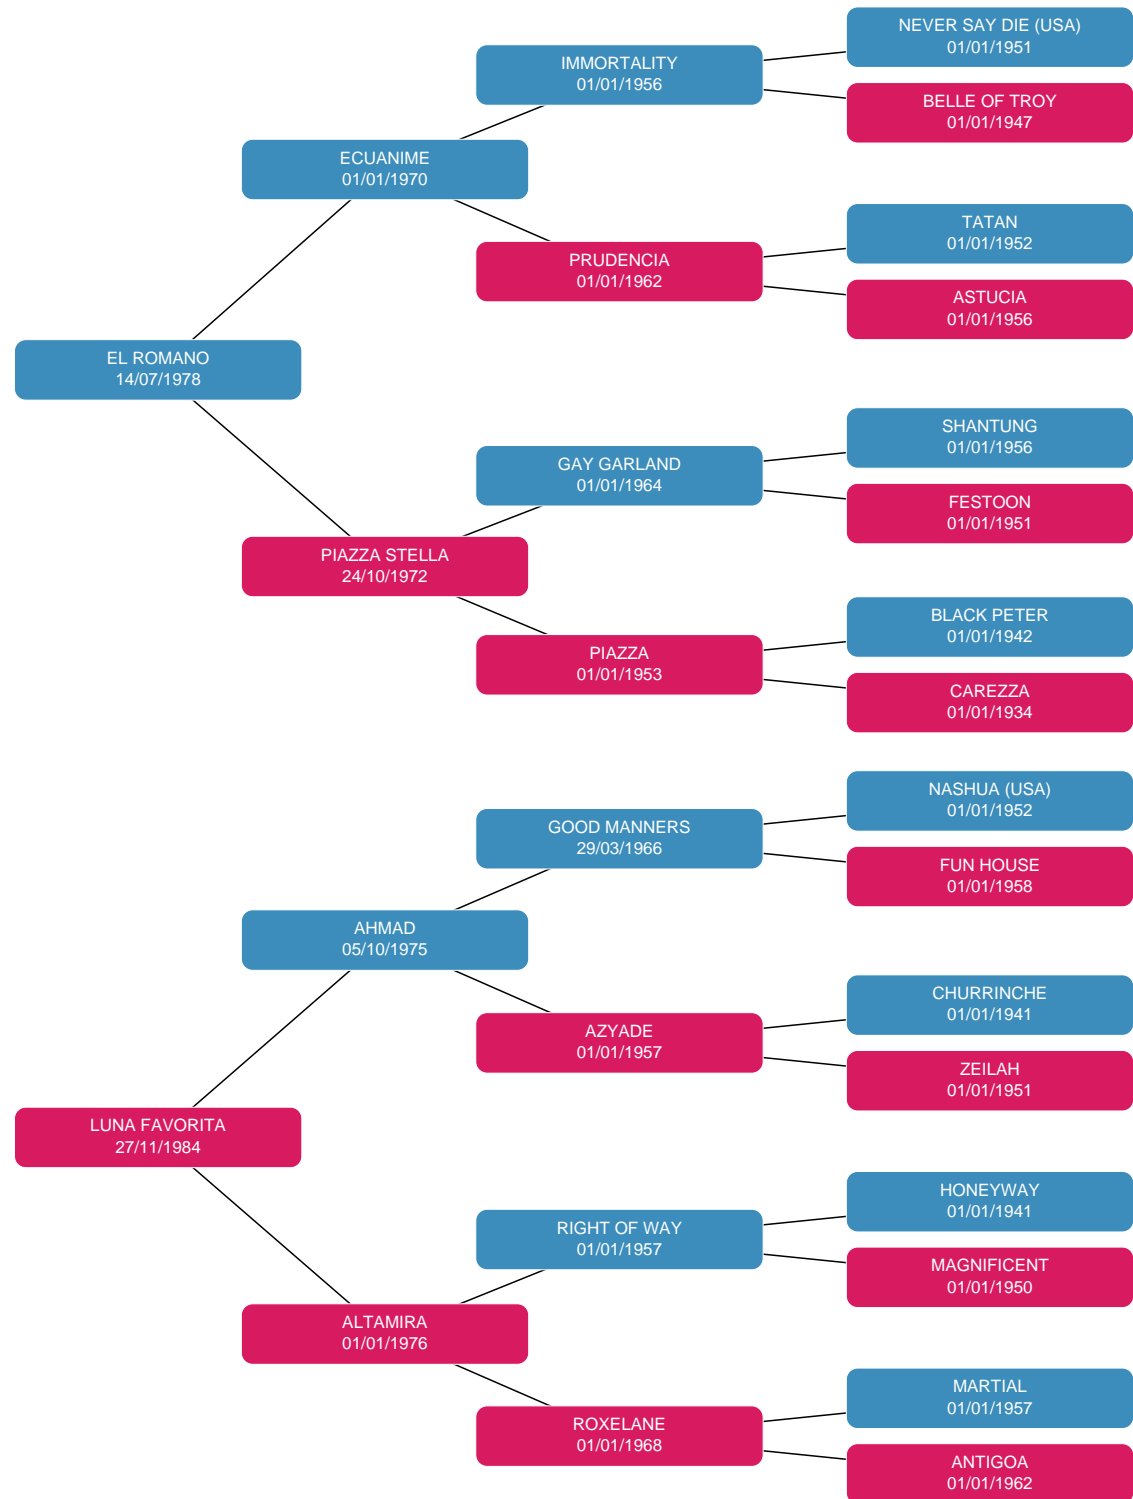 NEVER SAY DIE (USA)
01/01/1951
IMMORTALITY
01/01/1956
BELLE OF TROY
01/01/1947
ECUANIME
01/01/1970
TATAN
01/01/1952
PRUDENCIA
01/01/1962
ASTUCIA
01/01/1956
EL ROMANO
14/07/1978
SHANTUNG
01/01/1956
GAY GARLAND
01/01/1964
FESTOON
01/01/1951
PIAZZA STELLA
24/10/1972
BLACK PETER
01/01/1942
PIAZZA
01/01/1953
CAREZZA
01/01/1934
NASHUA (USA)
01/01/1952
GOOD MANNERS
29/03/1966
FUN HOUSE
01/01/1958
AHMAD
05/10/1975
CHURRINCHE
01/01/1941
AZYADE
01/01/1957
ZEILAH
01/01/1951
LUNA FAVORITA
27/11/1984
HONEYWAY
01/01/1941
RIGHT OF WAY
01/01/1957
MAGNIFICENT
01/01/1950
ALTAMIRA
01/01/1976
MARTIAL
01/01/1957
ROXELANE
01/01/1968
ANTIGOA
01/01/1962